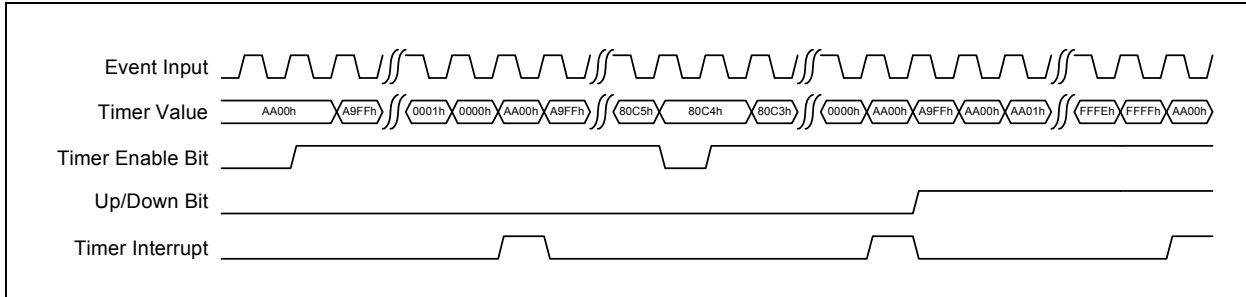 Event Input
Timer Value AA00h A9FFh 0001h 0000h AA00h A9FFh 80C5h 80C4h 80C3h 0000h AA00h A9FFh AA00h AA01h FFFEh FFFFh AA00h
Timer Enable Bit
Up/Down Bit
Timer Interrupt